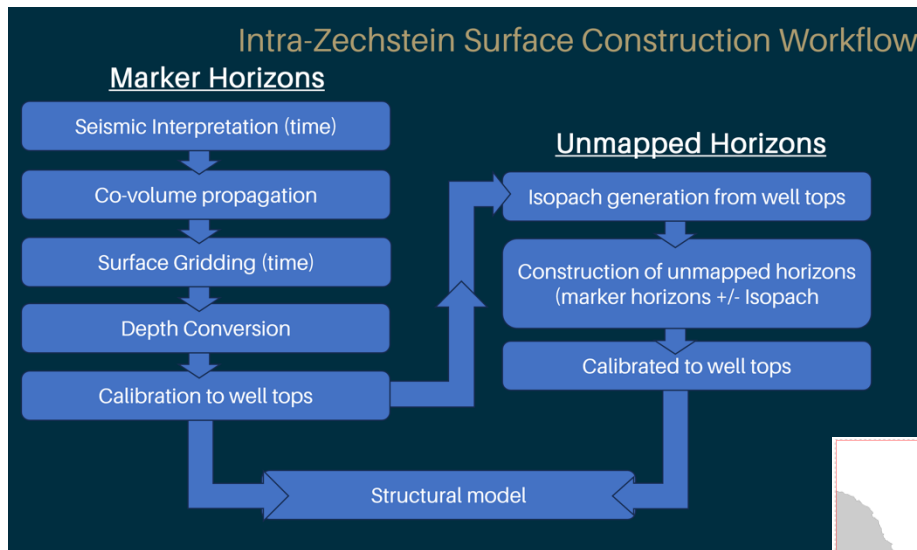 Intra-Zechstein Surface Construction Workflow
Marker Horizons
Seismic Interpretation (time)
Co-volume propagation
Surface Gridding (time)
Depth Conversion
Calibration to well tops
Unmapped Horizons
Isopach generation from well tops
Construction of unmapped horizons
(marker horizons +/- Isopach
Calibrated to well tops
Structural model